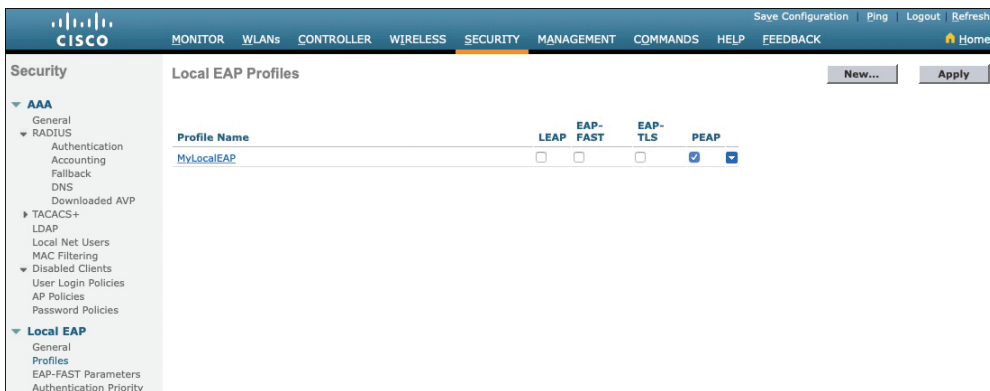 Save Configuration | Ping | Logout | Refresh
CISCO
MONITOR WLANs CONTROLLER WIRELESS SECURITY MANAGEMENT COMMANDS HELP FEEDBACK Home
Security
AAA
General
RADIUS
Authentication
Accounting
Fallback
DNS
Downloaded AVP
TACACS+
LDAP
Local Net Users
MAC Filtering
Disabled Clients
User Login Policies
AP Policies
Password Policies
Local EAP
General
Profiles
EAP-FAST Parameters
Authentication Priority
Local EAP Profiles
New... Apply
Profile Name LEAP EAP-FAST EAP-TLS PEAP
MyLocalEAP